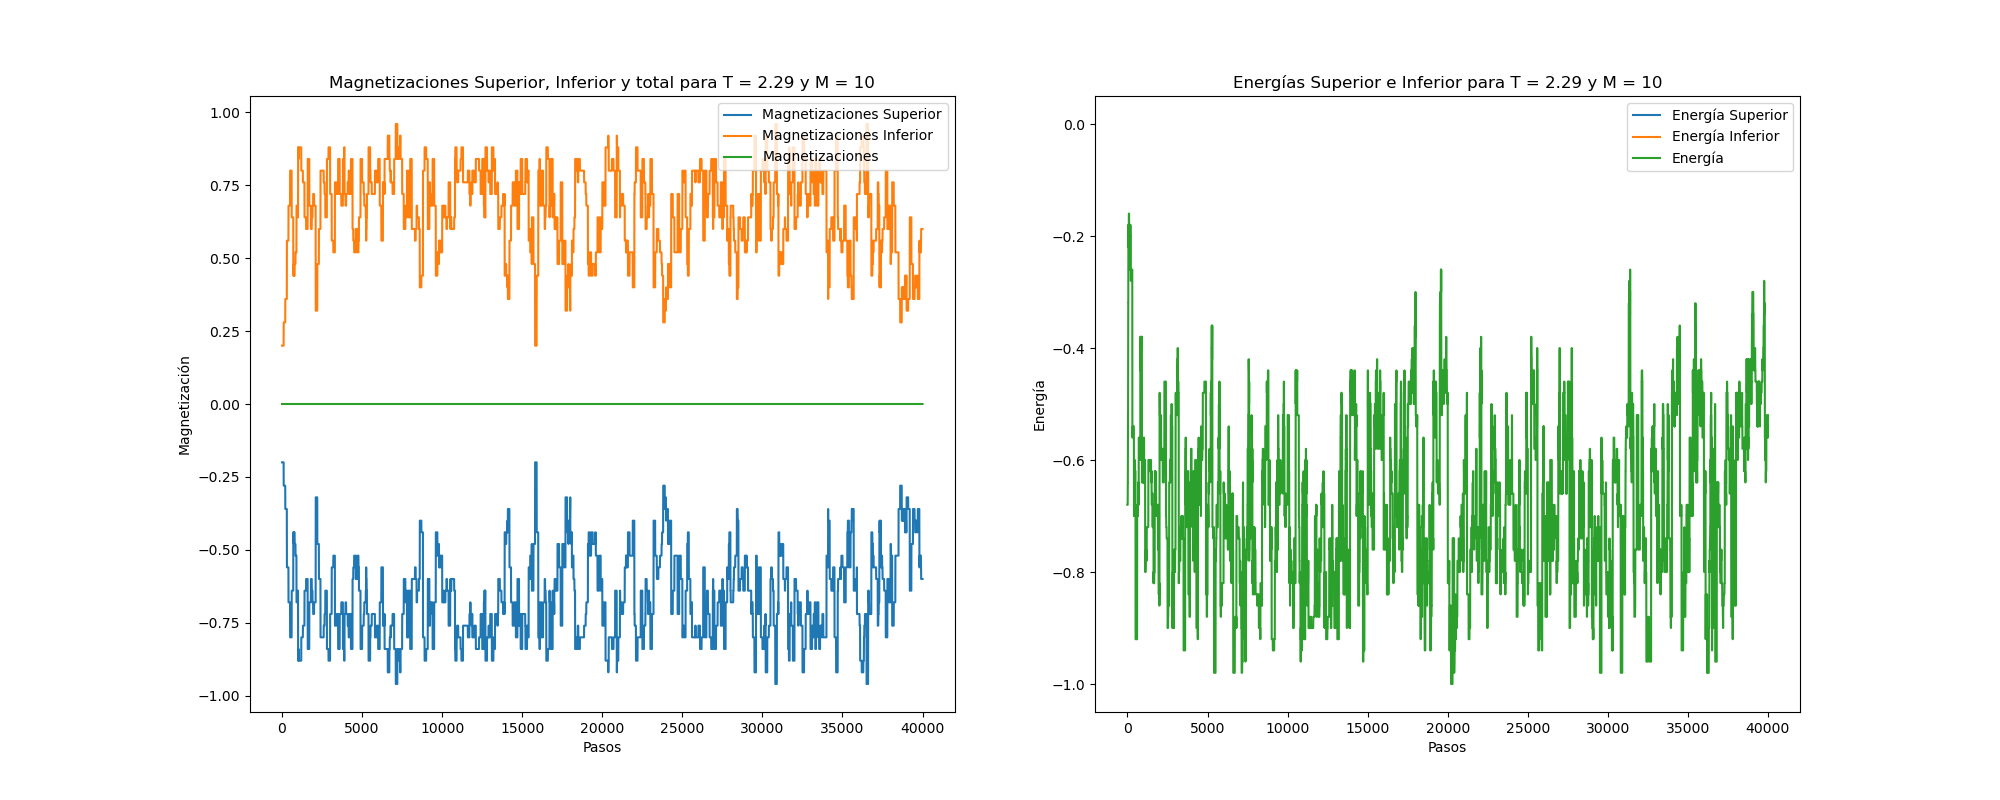 Magnetizaciones Superior, Inferior y total para T = 2.29 y M = 10
Magnetizaciones Superior
Magnetizaciones Inferior
Magnetizaciones
1.00
0.75
0.50
0.25
0.00
−0.25
−0.50
−0.75
−1.00
Magnetización
0 5000 10000 15000 20000 25000 30000 35000 40000
Pasos
Energías Superior e Inferior para T = 2.29 y M = 10
Energía Superior
Energía Inferior
Energía
0.0
−0.2
−0.4
−0.6
−0.8
−1.0
Energía
0 5000 10000 15000 20000 25000 30000 35000 40000
Pasos